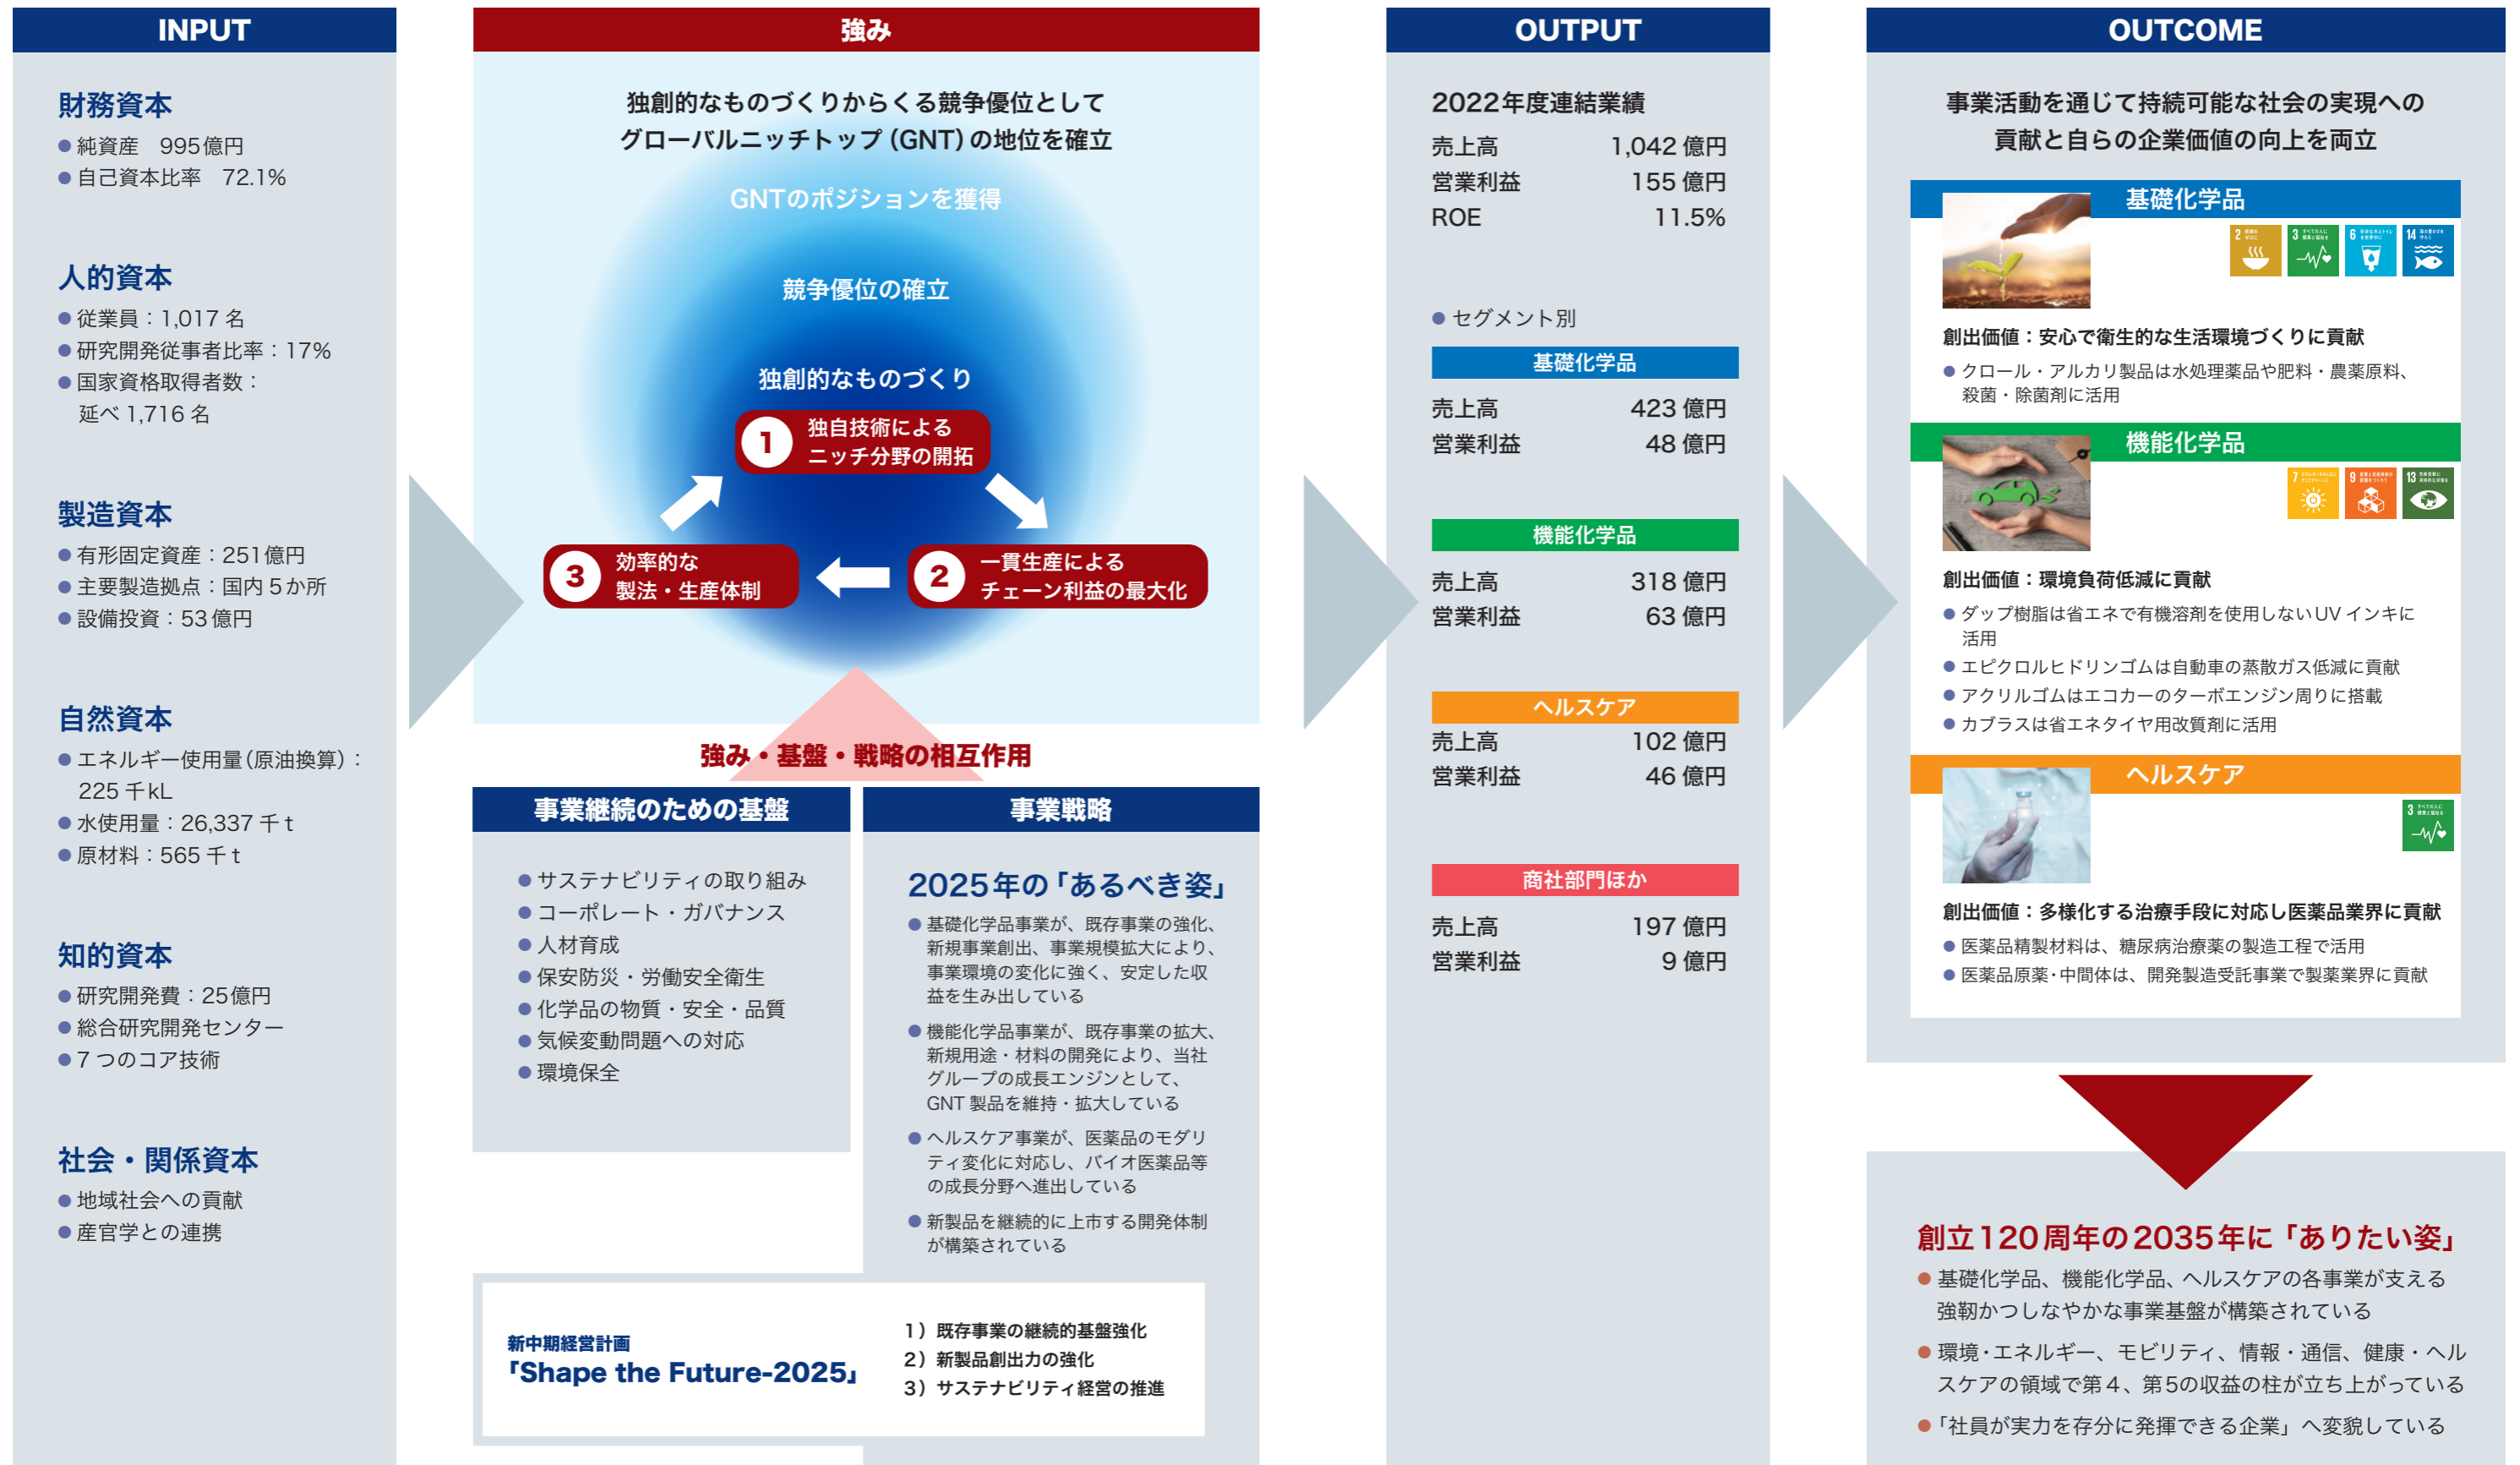 INPUT
財務資本
● 純資産　995億円
● 自己資本比率　72.1%
人的資本
● 従業員：1,017 名
● 研究開発従事者比率：17%
● 国家資格取得者数：
延べ 1,716 名
製造資本
● 有形固定資産：251億円
● 主要製造拠点：国内 5 か所
● 設備投資：53 億円
自然資本
● エネルギー使用量（原油換算）：
225 千 kL
● 水使用量：26,337 千 t
● 原材料：565 千 t
知的資本
● 研究開発費：25億円
● 総合研究開発センター
● 7 つのコア技術
社会・関係資本
● 地域社会への貢献
● 産官学との連携
強み
独創的なものづくりからくる競争優位として
グローバルニッチトップ（GNT）の地位を確立
GNTのポジションを獲得
競争優位の確立
独創的なものづくり
1 独自技術による
ニッチ分野の開拓
2 一貫生産による
チェーン利益の最大化
3 効率的な
製法・生産体制
強み・基盤・戦略の相互作用
事業継続のための基盤
● サステナビリティの取り組み
● コーポレート・ガバナンス
● 人材育成
● 保安防災・労働安全衛生
● 化学品の物質・安全・品質
● 気候変動問題への対応
● 環境保全
事業戦略
2025年の「あるべき姿」
● 基礎化学品事業が、既存事業の強化、
新規事業創出、事業規模拡大により、
事業環境の変化に強く、安定した収
益を生み出している
● 機能化学品事業が、既存事業の拡大、
新規用途・材料の開発により、当社
グループの成長エンジンとして、
GNT 製品を維持・拡大している
● ヘルスケア事業が、医薬品のモダリ
ティ変化に対応し、バイオ医薬品等
の成長分野へ進出している
● 新製品を継続的に上市する開発体制
が構築されている
新中期経営計画
「Shape the Future-2025」
1）既存事業の継続的基盤強化
2）新製品創出力の強化
3）サステナビリティ経営の推進
OUTPUT
2022年度連結業績
売上高 1,042 億円
営業利益 155 億円
ROE 11.5%
● セグメント別
基礎化学品
売上高 423 億円
営業利益 48 億円
機能化学品
売上高 318 億円
営業利益 63 億円
ヘルスケア
売上高 102 億円
営業利益 46 億円
商社部門ほか
売上高 197 億円
営業利益 9 億円
OUTCOME
事業活動を通じて持続可能な社会の実現への
貢献と自らの企業価値の向上を両立
基礎化学品
2 3 6 14
創出価値：安心で衛生的な生活環境づくりに貢献
● クロール・アルカリ製品は水処理薬品や肥料・農薬原料、
殺菌・除菌剤に活用
機能化学品
7 9 13
創出価値：環境負荷低減に貢献
● ダップ樹脂は省エネで有機溶剤を使用しないUV インキに
活用
● エピクロルヒドリンゴムは自動車の蒸散ガス低減に貢献
● アクリルゴムはエコカーのターボエンジン周りに搭載
● カブラスは省エネタイヤ用改質剤に活用
ヘルスケア
3
創出価値：多様化する治療手段に対応し医薬品業界に貢献
● 医薬品精製材料は、糖尿病治療薬の製造工程で活用
● 医薬品原薬・中間体は、開発製造受託事業で製薬業界に貢献
創立120周年の2035年に「ありたい姿」
● 基礎化学品、機能化学品、ヘルスケアの各事業が支える
強靭かつしなやかな事業基盤が構築されている
● 環境・エネルギー、モビリティ、情報・通信、健康・ヘル
スケアの領域で第４、第5の収益の柱が立ち上がっている
● 「社員が実力を存分に発揮できる企業」へ変貌している